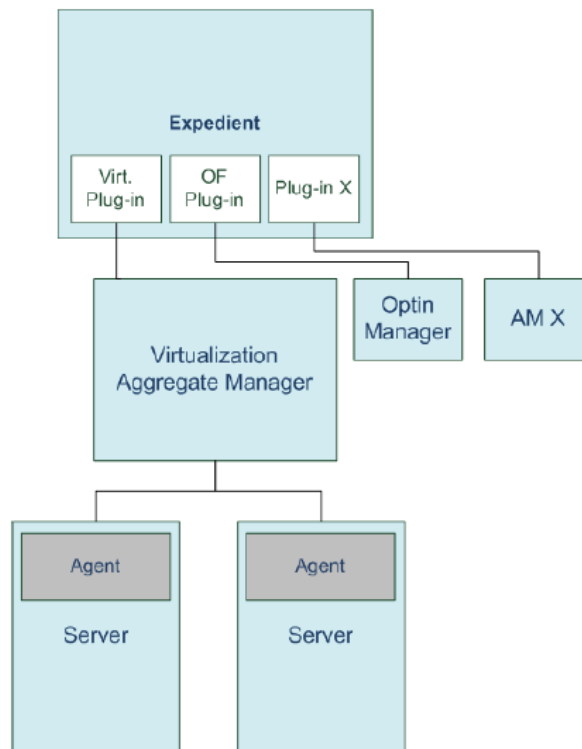 Expedient
Virt.
Plug-in
OF
Plug-in
Plug-in X
Virtualization
Aggregate Manager
Optin
Manager
AM X
Agent
Server
Agent
Server